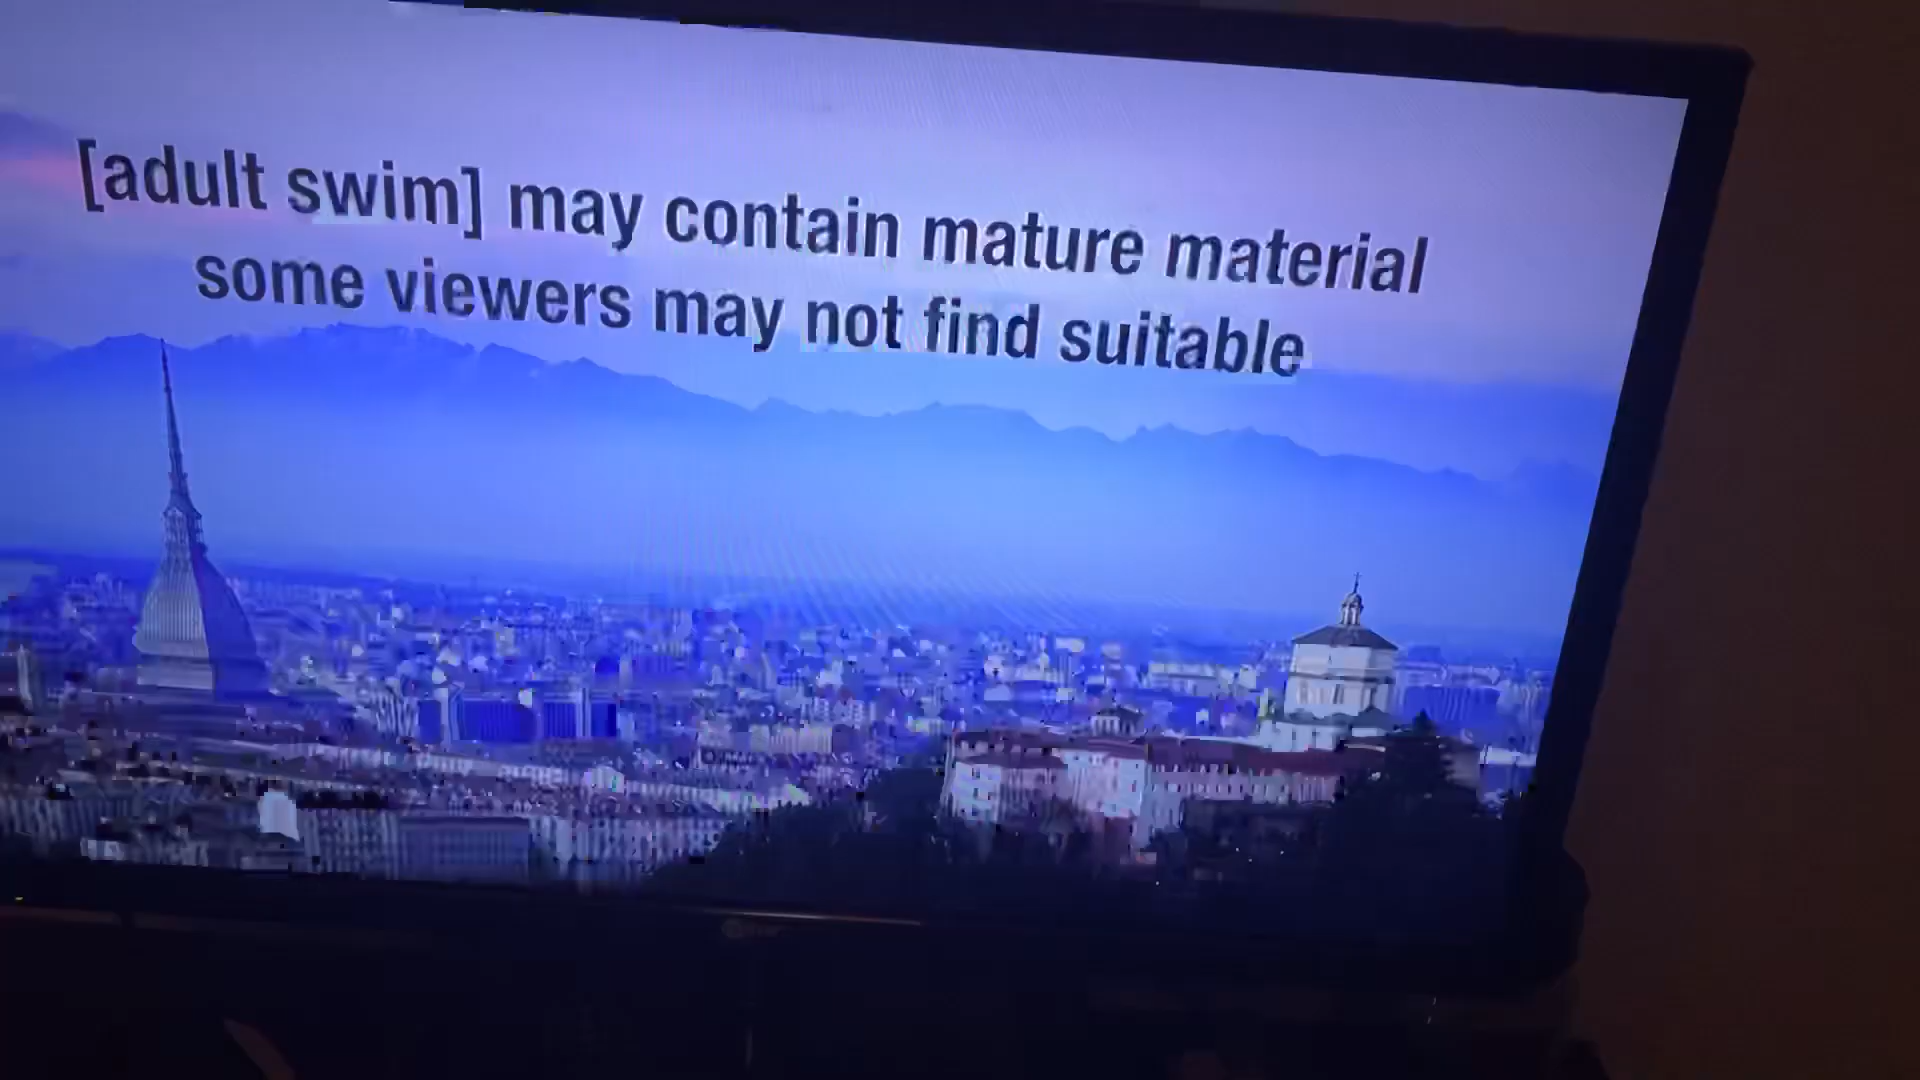 [adult swim] may contain mature material
some viewers may not find suitable